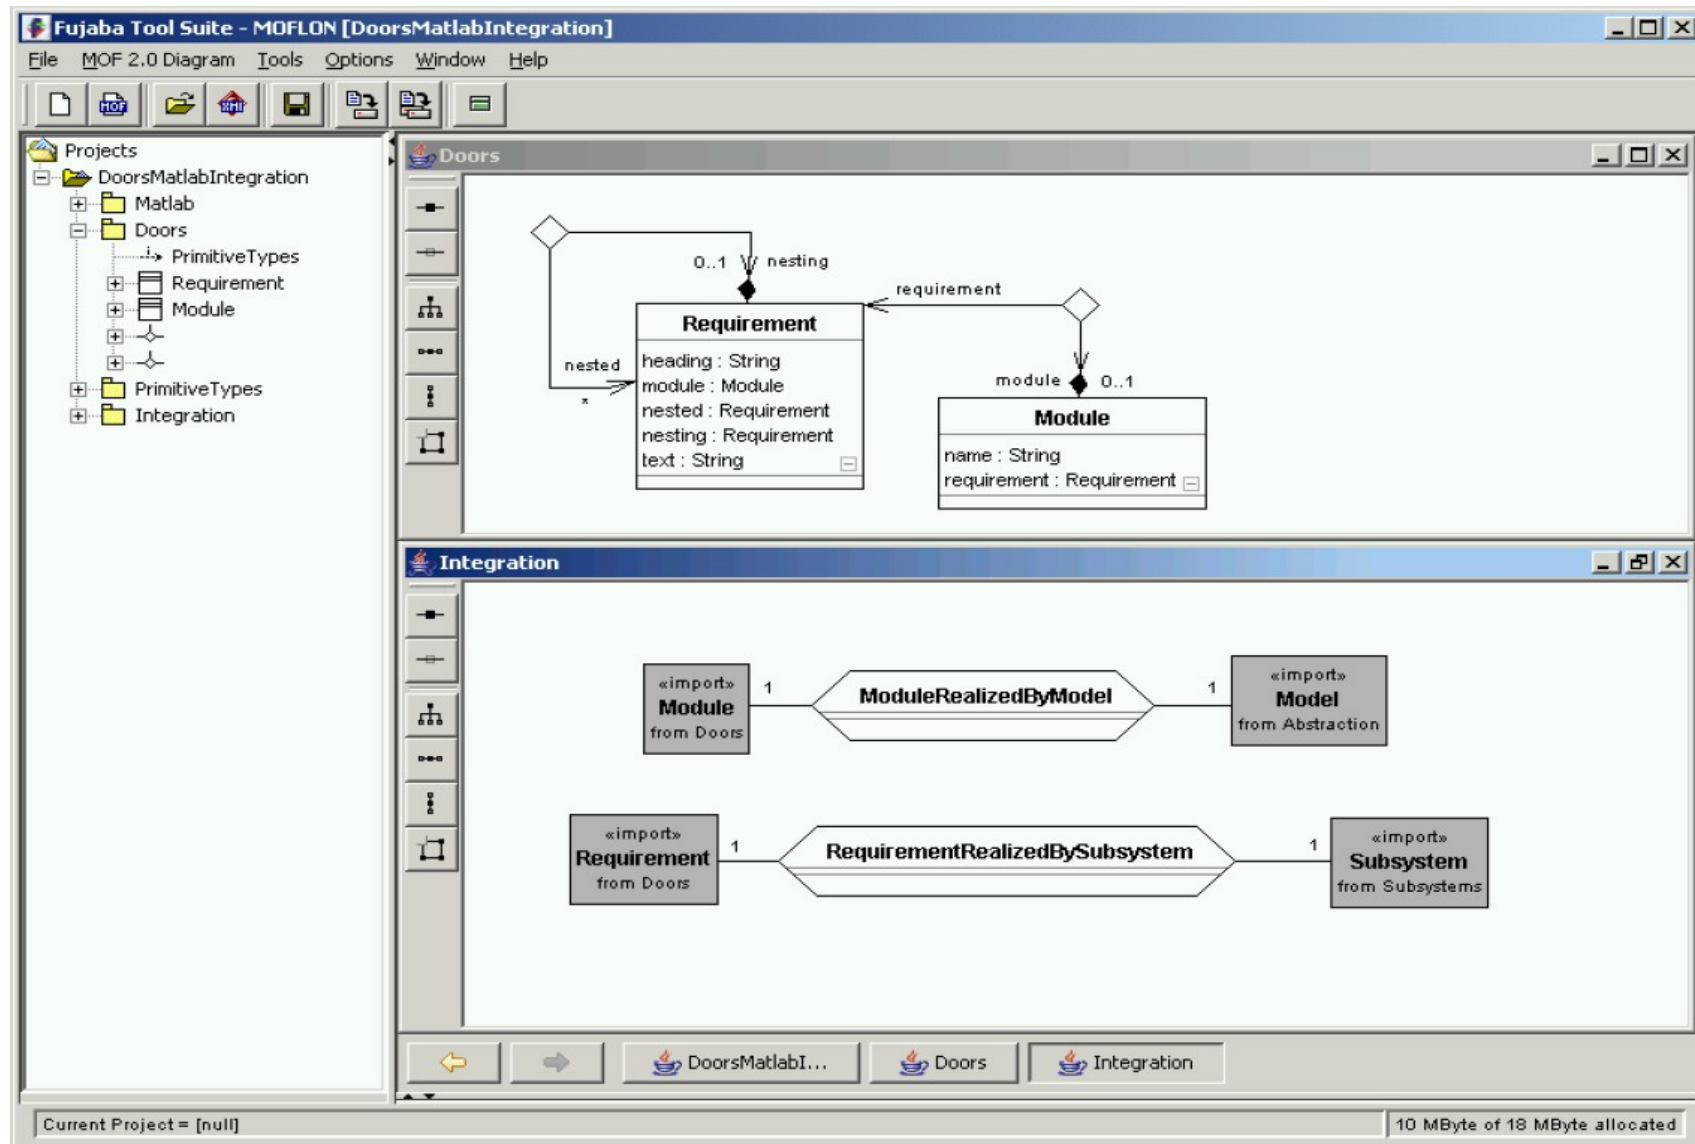 Fujaba Tool Suite - MOFLON [DoorsMatlabIntegration]
File MOF 2.0 Diagram Tools Options Window Help
MOF
XMI
Projects
DoorsMatlabIntegration
Matlab
Doors
PrimitiveTypes
Requirement
Module
PrimitiveTypes
Integration
Doors
0..1 nesting
nested
*
Requirement
heading : String
module : Module
nested : Requirement
nesting : Requirement
text : String
requirement
module 0..1
Module
name : String
requirement : Requirement
Integration
«import»
Module
from Doors
1
ModuleRealizedByModel
1
«import»
Model
from Abstraction
«import»
Requirement
from Doors
1
RequirementRealizedBySubsystem
1
«import»
Subsystem
from Subsystems
DoorsMatlabI... Doors Integration
Current Project = [null] 10 MByte of 18 MByte allocated